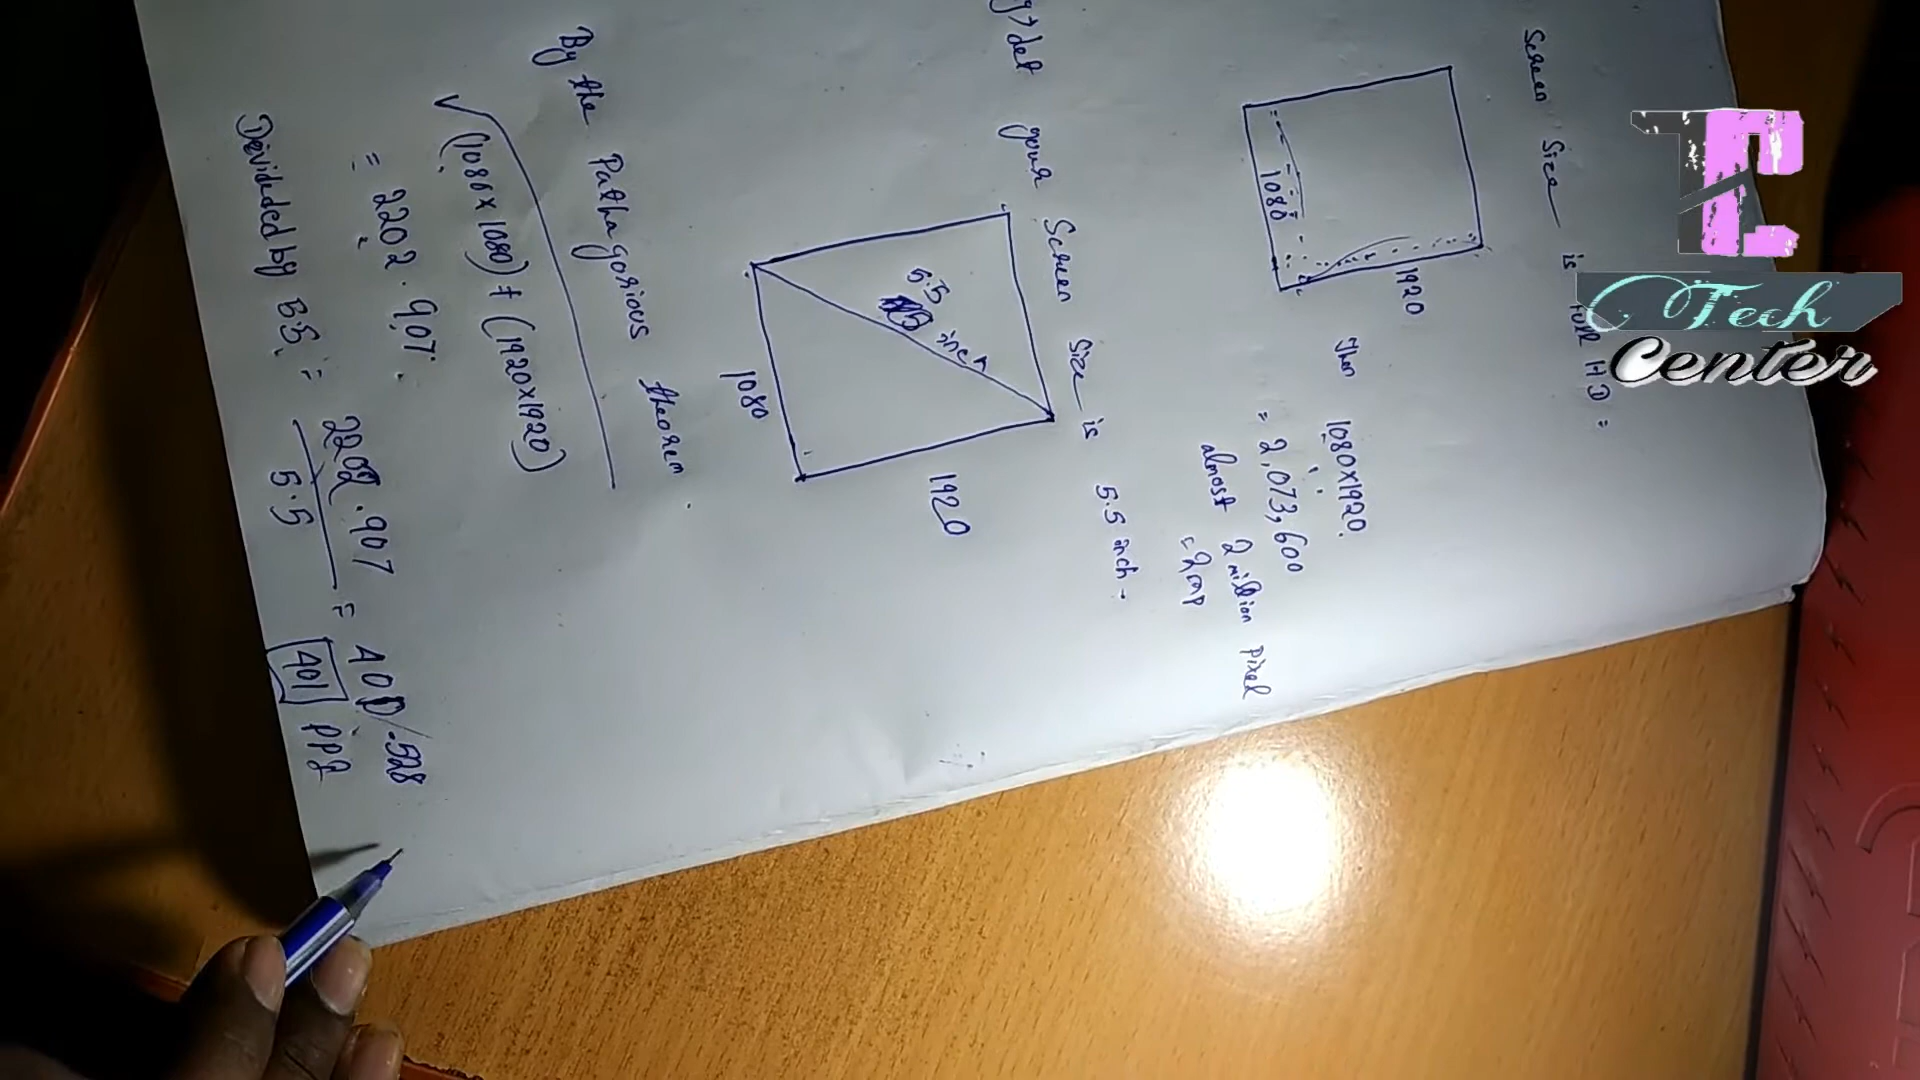 Screen Size is full HD =
1080
1920
Then 1080x1920.
= 2,073,600
almost 2 million pixel
= 2mp
let your Screen Size is 5.5 inch.
5.5 inch
1080
1920
By the Pathagorious theorem.
√(1080x1080)+(1920x1920)
= 2202.907.
Devidedby 5.5 = 2202.907 / 5.5 = 400.528
401 PPI
TC
Tech
Center